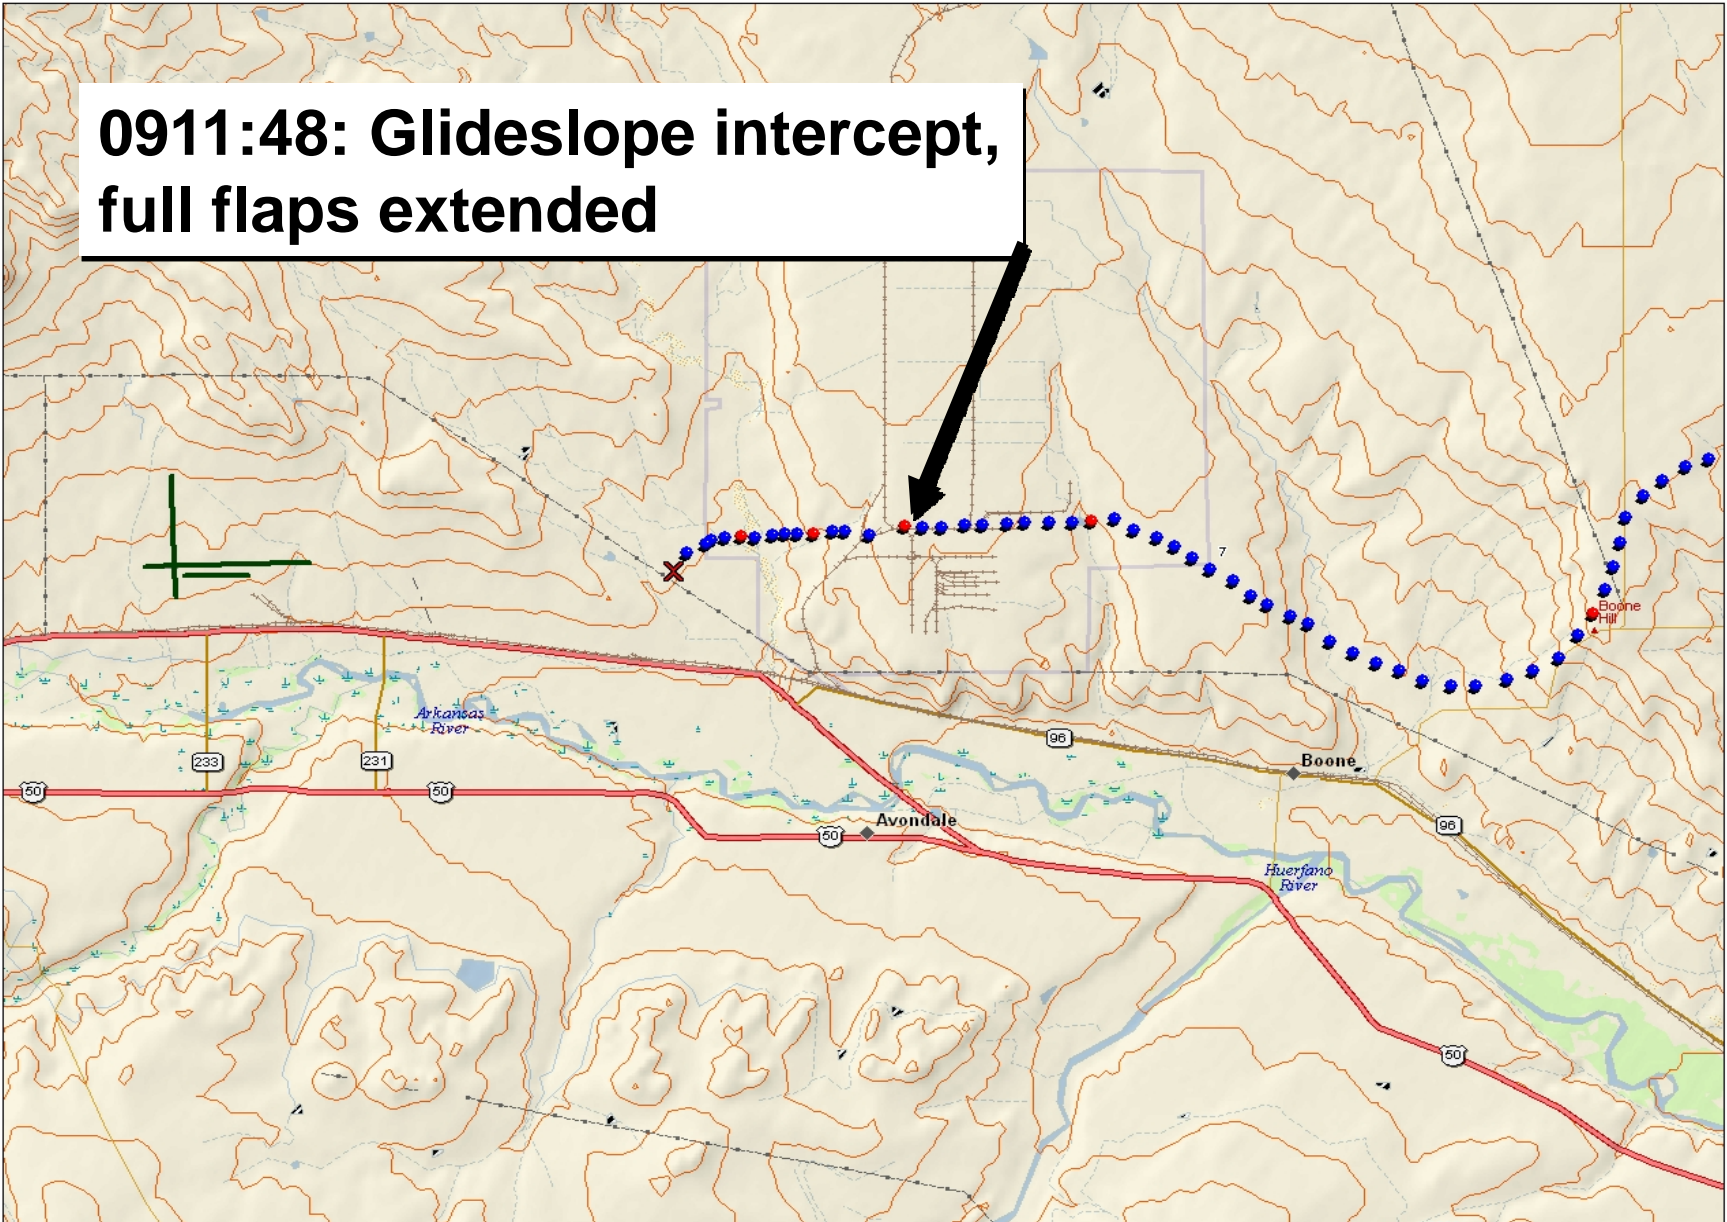 0911:48: Glideslope intercept,
full flaps extended
7
Boone
Hill
Arkansas
River
96
233
231
Boone
50
50
Avondale
50
96
Huerfano
River
50